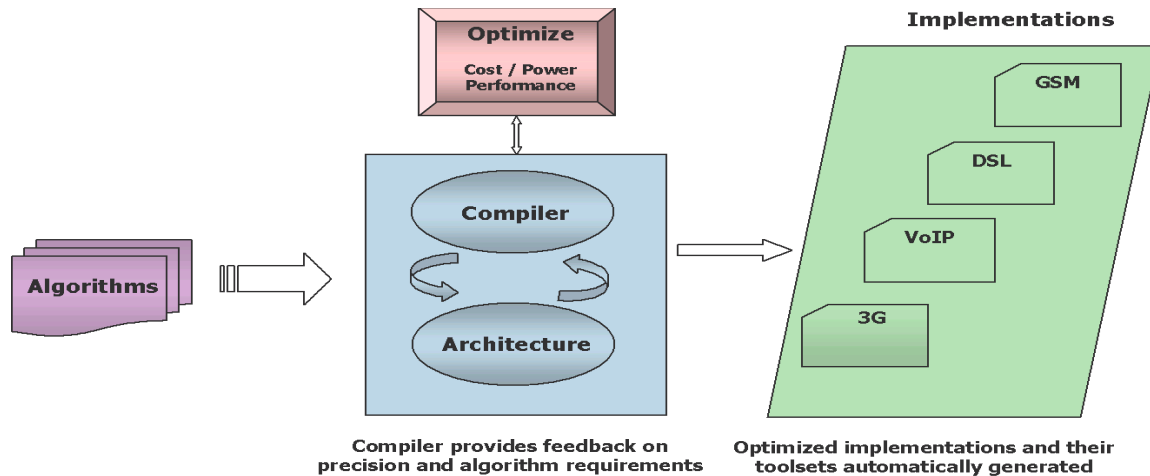 Implementations
Optimize
Cost / Power
Performance
GSM
DSL
Compiler
VoIP
Algorithms
3G
Architecture
Compiler provides feedback on
precision and algorithm requirements
Optimized implementations and their
toolsets automatically generated